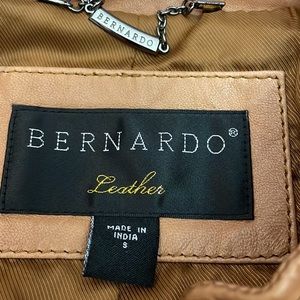 BERNARDO
BERNARDO®
Leather
MADE IN
INDIA
S